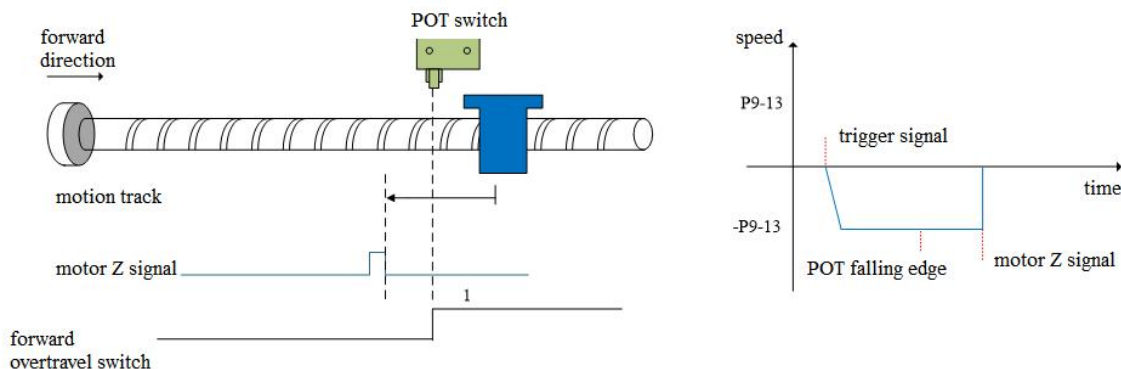 POT switch
forward
direction
motion track
motor Z signal
1
forward
overtravel switch
speed
P9-13
trigger signal
time
-P9-13
POT falling edge
motor Z signal